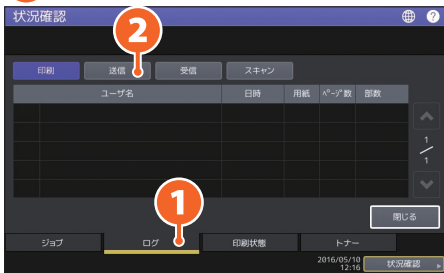 状況確認
2
印刷 送信 受信 スキャン
ユーザ名 日時 用紙 ページ数 部数
1
1
閉じる
1
ジョブ ログ 印刷状態 トナー
2016/05/10
12:16
状況確認